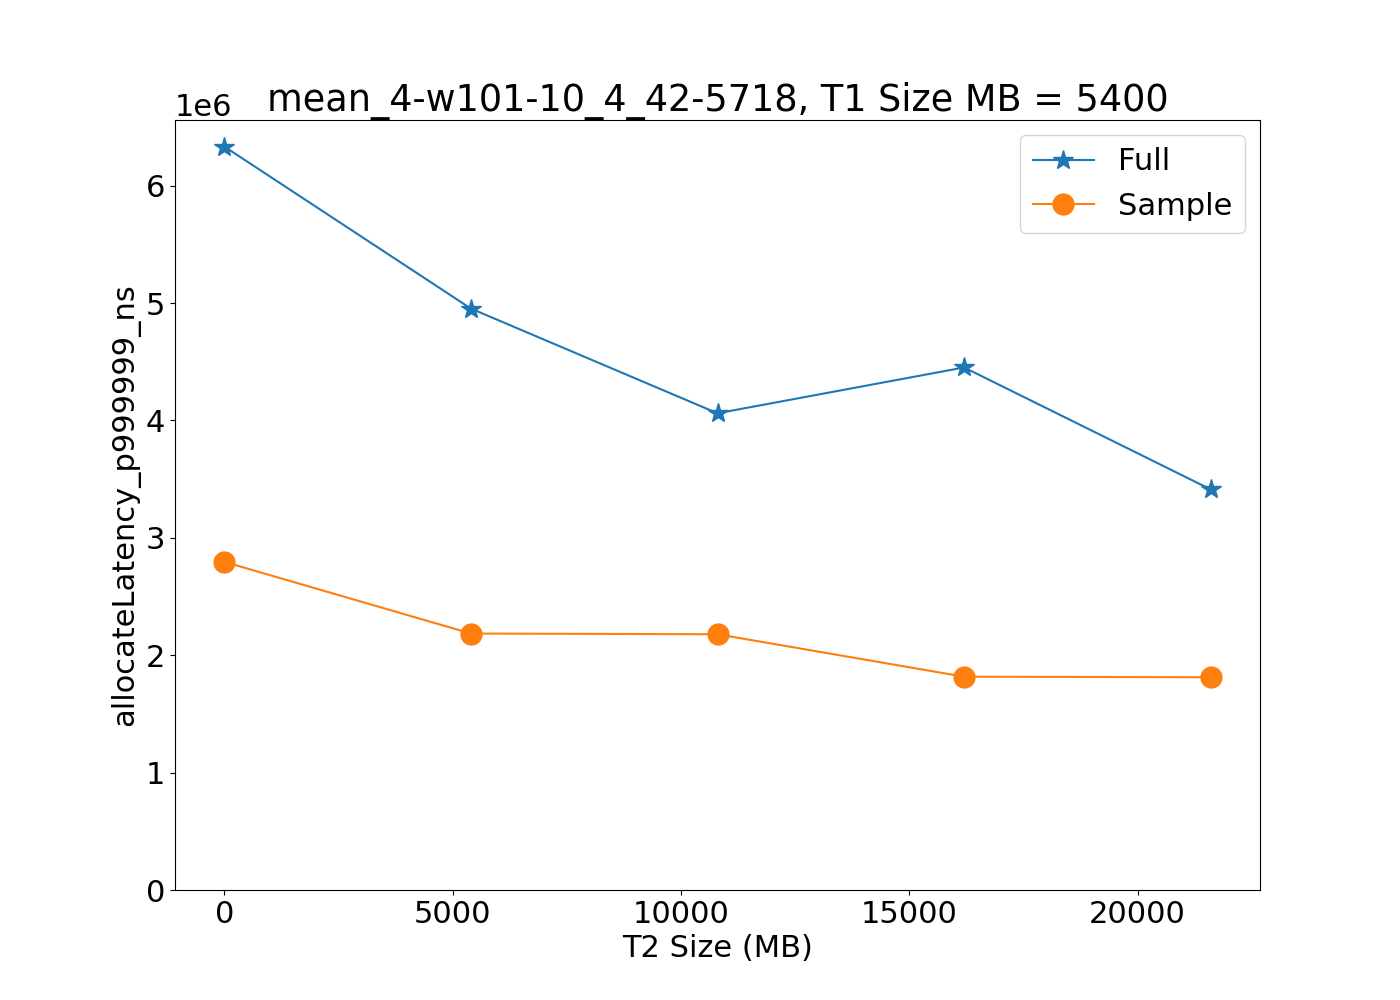 mean_4-w101-10_4_42-5718, T1 Size MB = 5400
1e6
Full
Sample
6
5
4
3
2
1
0
allocateLatency_p999999_ns
0 5000 10000 15000 20000
T2 Size (MB)